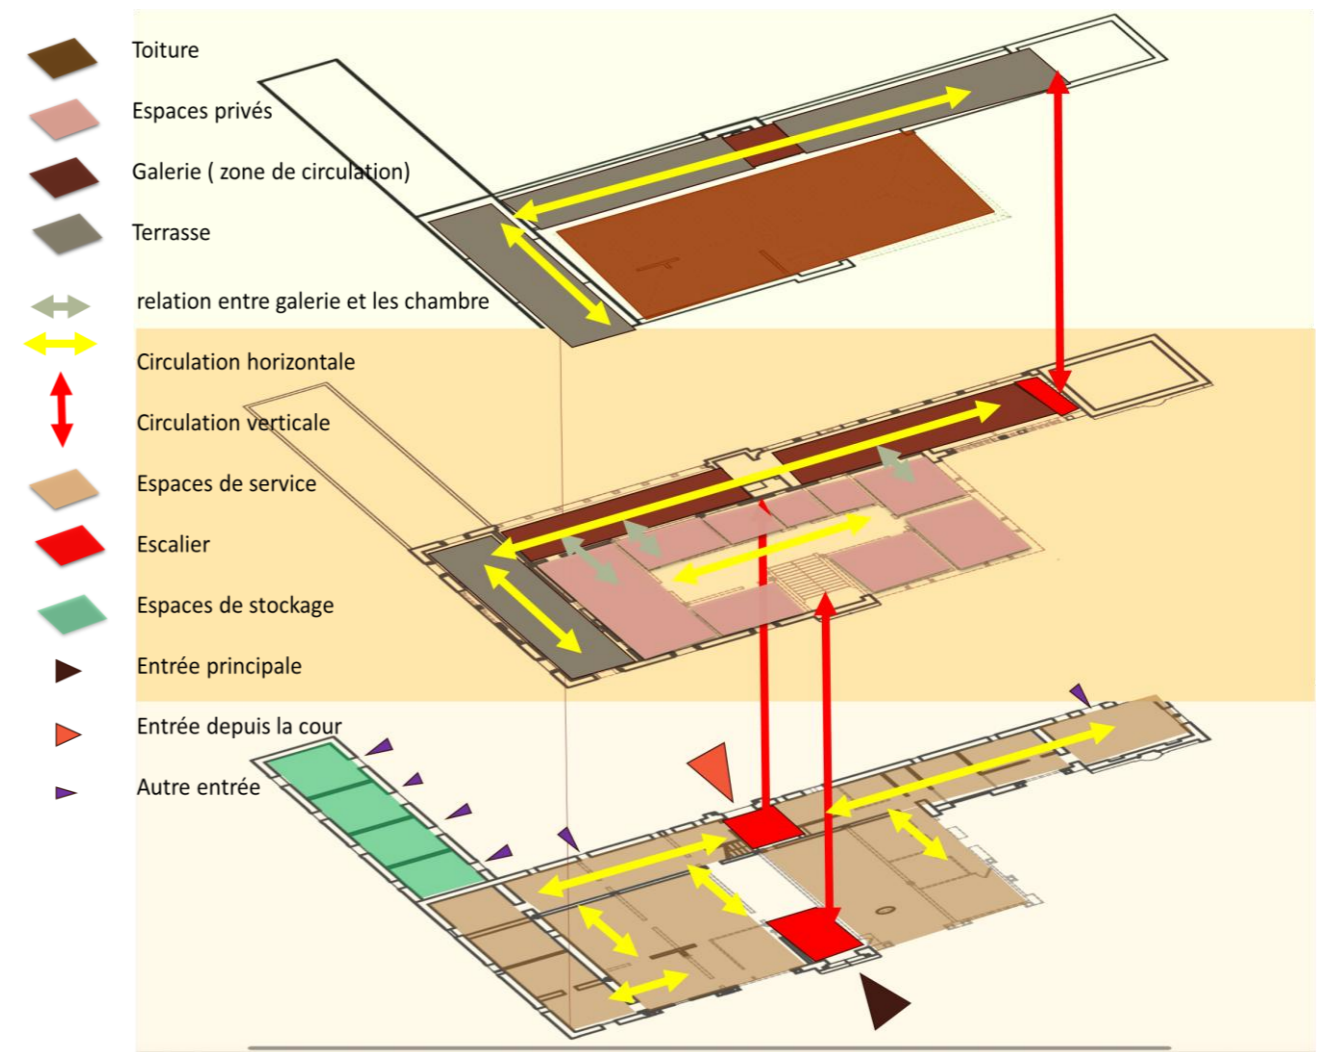 Toiture
Espaces privés
Galerie ( zone de circulation)
Terrasse
relation entre galerie et les chambre
Circulation horizontale
Circulation verticale
Espaces de service
Escalier
Espaces de stockage
Entrée principale
Entrée depuis la cour
Autre entrée